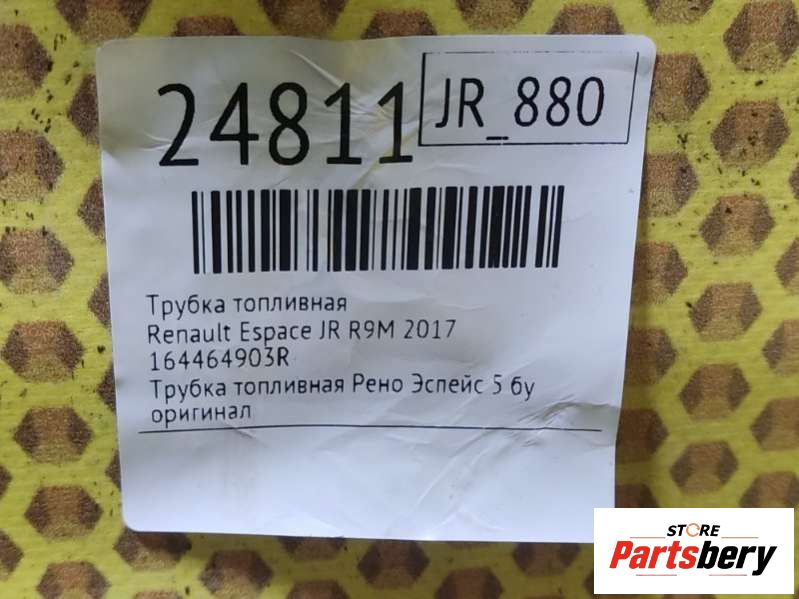 24811
JR_880
Трубка топливная
Renault Espace JR R9M 2017
164464903R
Трубка топливная Рено Эспейс 5 бу
оригинал
STORE
Partsbery